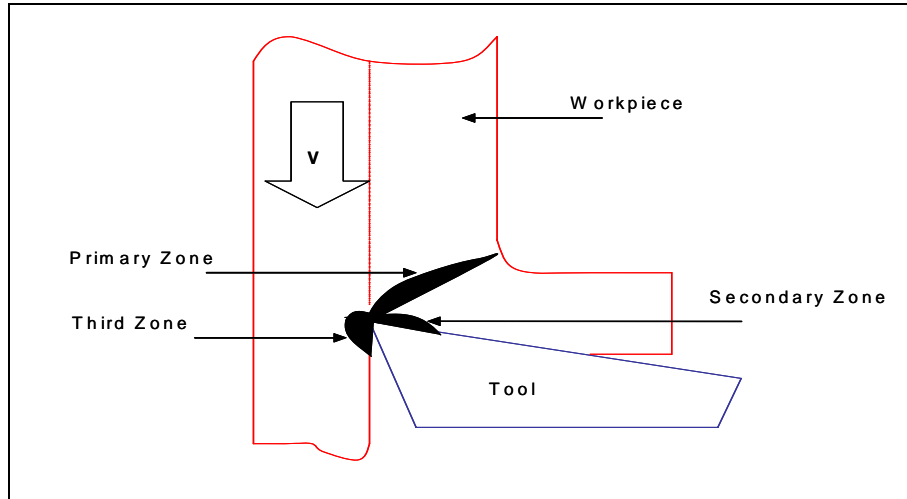 Workpiece
v
Primary Zone
Secondary Zone
Third Zone
Tool